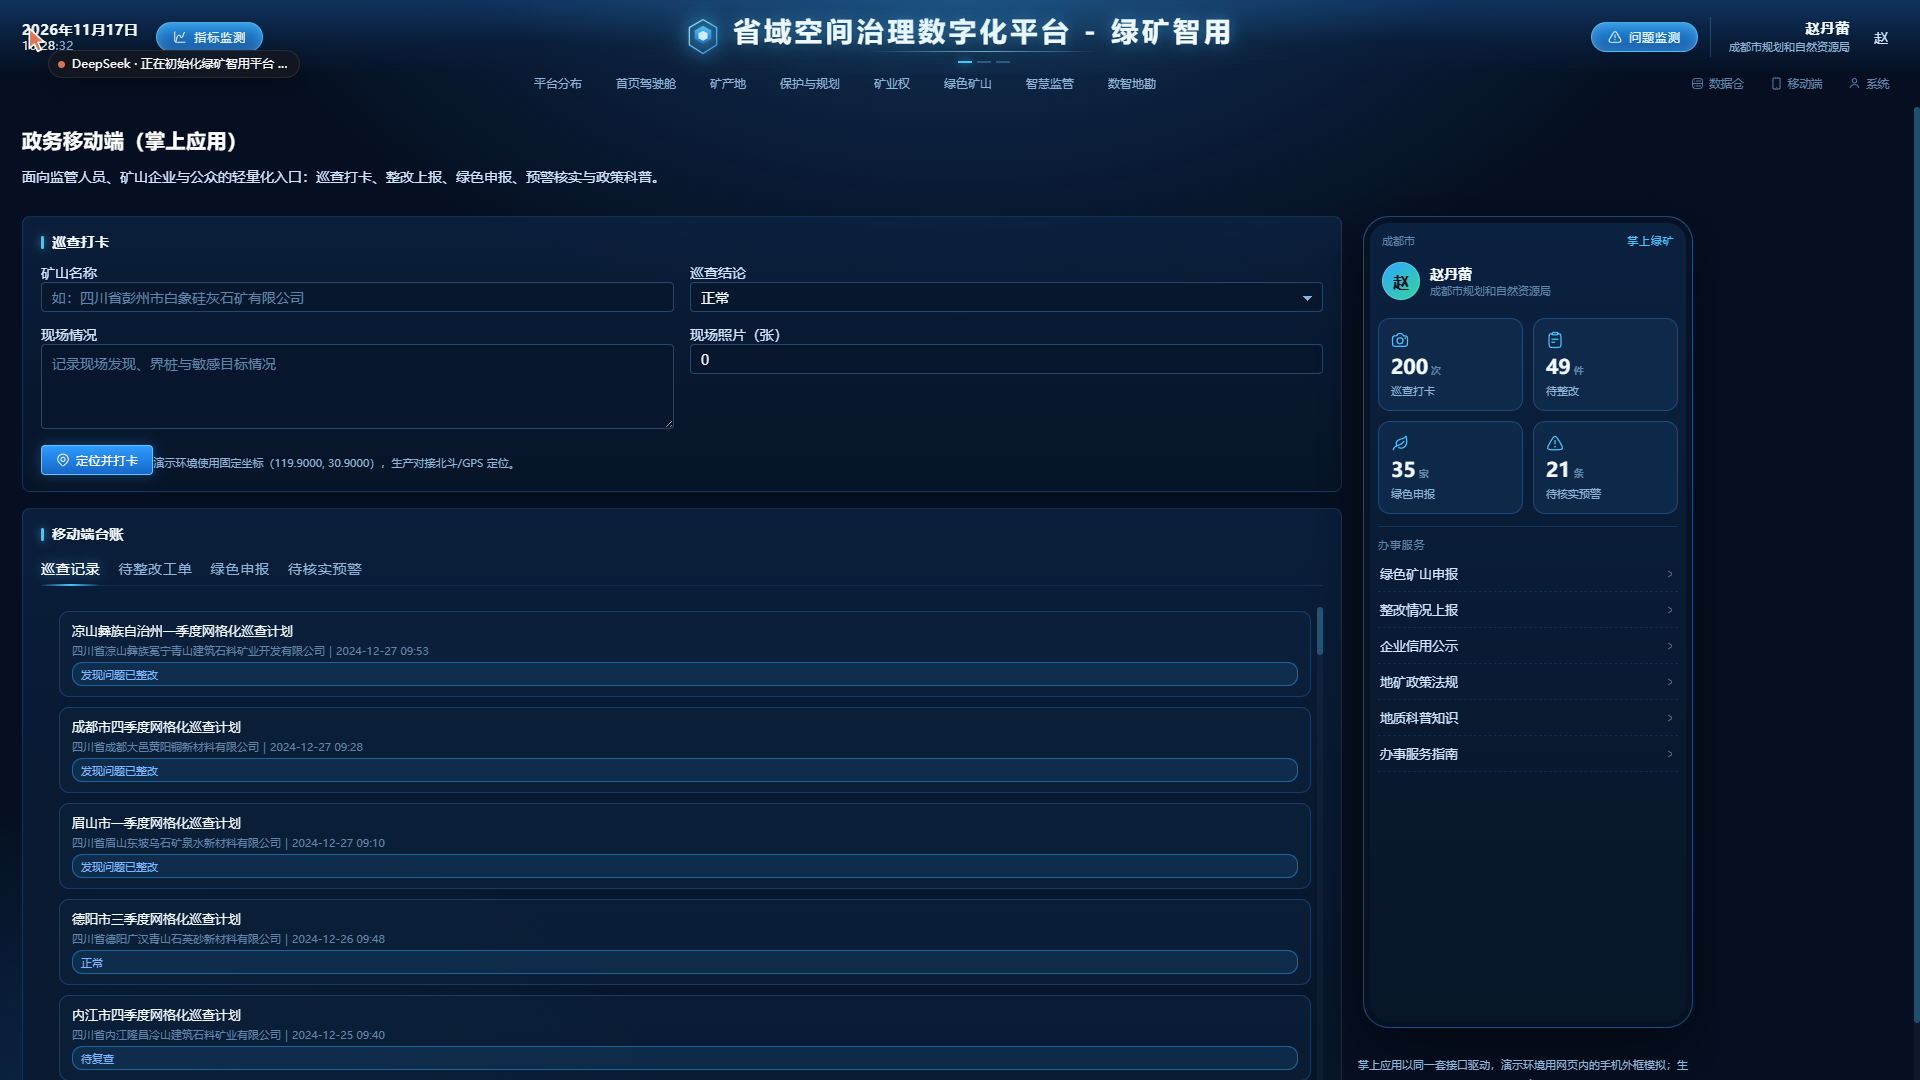 2026年11月17日
指标监测
省域空间治理数字化平台 - 绿矿智用
问题监测
赵丹蕾
成都市规划和自然资源局
赵
DeepSeek · 正在初始化绿矿智用平台 ...
平台分布 首页驾驶舱 矿产地 保护与规划 矿业权 绿色矿山 智慧监管 数智地勘
数据仓 移动端 系统
政务移动端（掌上应用）
面向监管人员、矿山企业与公众的轻量化入口：巡查打卡、整改上报、绿色申报、预警核实与政策科普。
巡查打卡
矿山名称
如：四川省彭州市白象硅灰石矿有限公司
巡查结论
正常
现场情况
记录现场发现、界桩与敏感目标情况
现场照片（张）
0
定位并打卡
演示环境使用固定坐标（119.9000, 30.9000），生产对接北斗/GPS 定位。
移动端台账
巡查记录 待整改工单 绿色申报 待核实预警
凉山彝族自治州一季度网格化巡查计划
四川省凉山彝族冕宁青山建筑石料矿业开发有限公司 | 2024-12-27 09:53
发现问题已整改
成都市四季度网格化巡查计划
四川省成都大邑黄阳铜新材料有限公司 | 2024-12-27 09:28
发现问题已整改
眉山市一季度网格化巡查计划
四川省眉山东坡乌石矿泉水新材料有限公司 | 2024-12-27 09:10
发现问题已整改
德阳市三季度网格化巡查计划
四川省德阳广汉青山石英砂新材料有限公司 | 2024-12-26 09:48
正常
内江市四季度网格化巡查计划
四川省内江隆昌冷山建筑石料矿业有限公司 | 2024-12-25 09:40
待复查
成都市
掌上绿矿
赵
赵丹蕾
成都市规划和自然资源局
200 次
巡查打卡
49 件
待整改
35 家
绿色申报
21 条
待核实预警
办事服务
绿色矿山申报
整改情况上报
企业信用公示
地矿政策法规
地质科普知识
办事服务指南
掌上应用以同一套接口驱动，演示环境用网页内的手机外框模拟；生